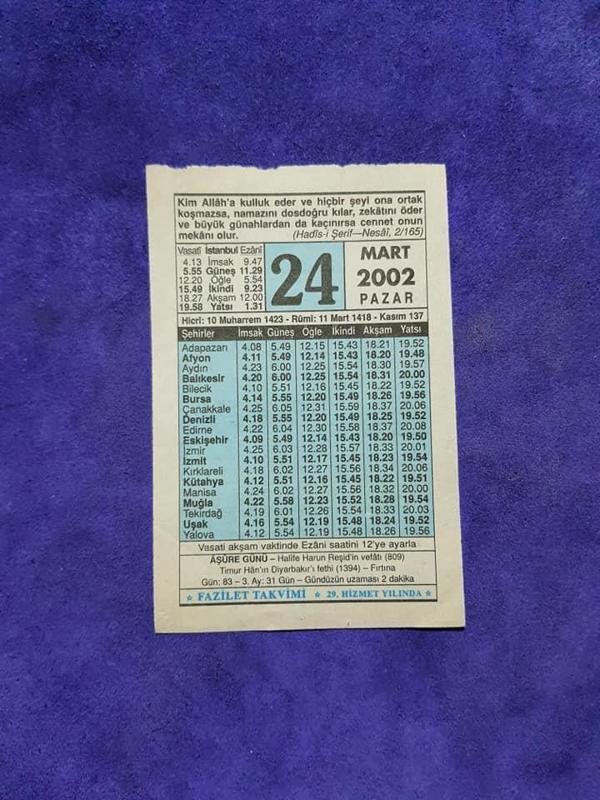 Kim Allâh'a kulluk eder ve hiçbir şeyi ona ortak
koşmazsa, namazını dosdoğru kılar, zekâtını öder
ve büyük günahlardan da kaçınırsa cennet onun
mekânı olur. (Hadîs-i Şerif—Nesâî, 2/165)
Vasatî İstanbul Ezânî
4.13 İmsak 9.47
5.55 Güneş 11.29
12.20 Öğle 5.54
15.49 İkindi 9.23
18.27 Akşam 12.00
19.58 Yatsı 1.31
24
MART
2002
PAZAR
Hicrî: 10 Muharrem 1423 - Rûmî: 11 Mart 1418 - Kasım 137
Şehirler İmsak Güneş Öğle İkindi Akşam Yatsı
Adapazarı 4.08 5.49 12.15 15.43 18.21 19.52
Afyon 4.11 5.49 12.14 15.43 18.20 19.48
Aydın 4.23 6.00 12.25 15.54 18.30 19.57
Balıkesir 4.20 6.00 12.25 15.54 18.31 20.00
Bilecik 4.10 5.51 12.16 15.45 18.22 19.52
Bursa 4.14 5.55 12.20 15.49 18.26 19.56
Çanakkale 4.25 6.05 12.31 15.59 18.37 20.06
Denizli 4.18 5.55 12.20 15.49 18.25 19.52
Edirne 4.22 6.04 12.30 15.58 18.37 20.08
Eskişehir 4.09 5.49 12.14 15.43 18.20 19.50
İzmir 4.25 6.03 12.28 15.57 18.33 20.01
İzmit 4.10 5.51 12.17 15.45 18.23 19.54
Kırklareli 4.18 6.02 12.27 15.56 18.34 20.06
Kütahya 4.12 5.51 12.16 15.45 18.22 19.51
Manisa 4.24 6.02 12.27 15.56 18.32 20.00
Muğla 4.22 5.58 12.23 15.52 18.28 19.54
Tekirdağ 4.19 6.01 12.26 15.54 18.33 20.03
Uşak 4.16 5.54 12.19 15.48 18.24 19.52
Yalova 4.12 5.54 12.19 15.48 18.26 19.56
Vasati akşam vaktinde Ezâni saatini 12'ye ayarla
ÂŞÛRE GÜNÜ – Halîfe Harun Reşid'in vefâtı (809)
Timur Hân'ın Diyarbakır'ı fethi (1394) – Fırtına
Gün: 83 – 3. Ay: 31 Gün – Gündüzün uzaması 2 dakika
★ FAZİLET TAKVİMİ ★ 29. HİZMET YILINDA ★